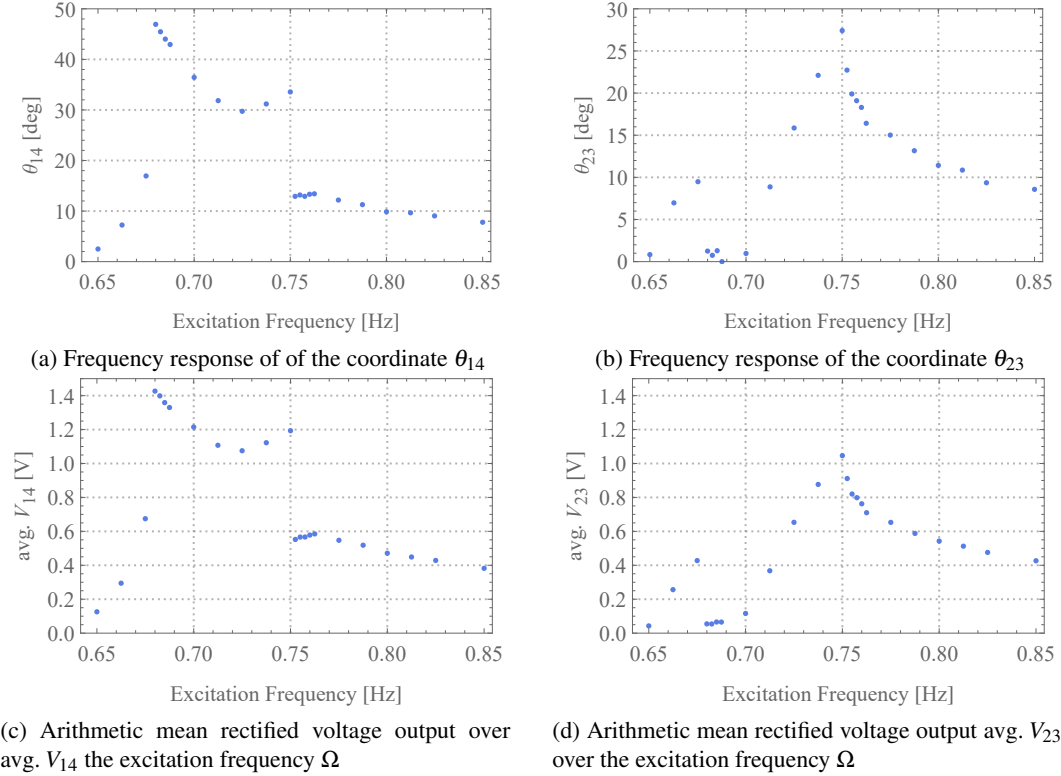 50
40
30
20
10
0
θ14 [deg]
0.65 0.70 0.75 0.80 0.85
Excitation Frequency [Hz]
(a) Frequency response of of the coordinate θ14
30
25
20
15
10
5
0
θ23 [deg]
0.65 0.70 0.75 0.80 0.85
Excitation Frequency [Hz]
(b) Frequency response of the coordinate θ23
1.4
1.2
1.0
0.8
0.6
0.4
0.2
0.0
avg. V14 [V]
0.65 0.70 0.75 0.80 0.85
Excitation Frequency [Hz]
(c) Arithmetic mean rectified voltage output over
avg. V14 the excitation frequency Ω
1.4
1.2
1.0
0.8
0.6
0.4
0.2
0.0
avg. V23 [V]
0.65 0.70 0.75 0.80 0.85
Excitation Frequency [Hz]
(d) Arithmetic mean rectified voltage output avg. V23
over the excitation frequency Ω